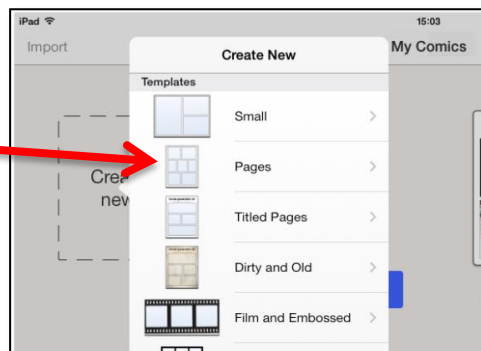 iPad 15:03
Import Create New My Comics
Templates
Small
Pages
Titled Pages
Dirty and Old
Film and Embossed